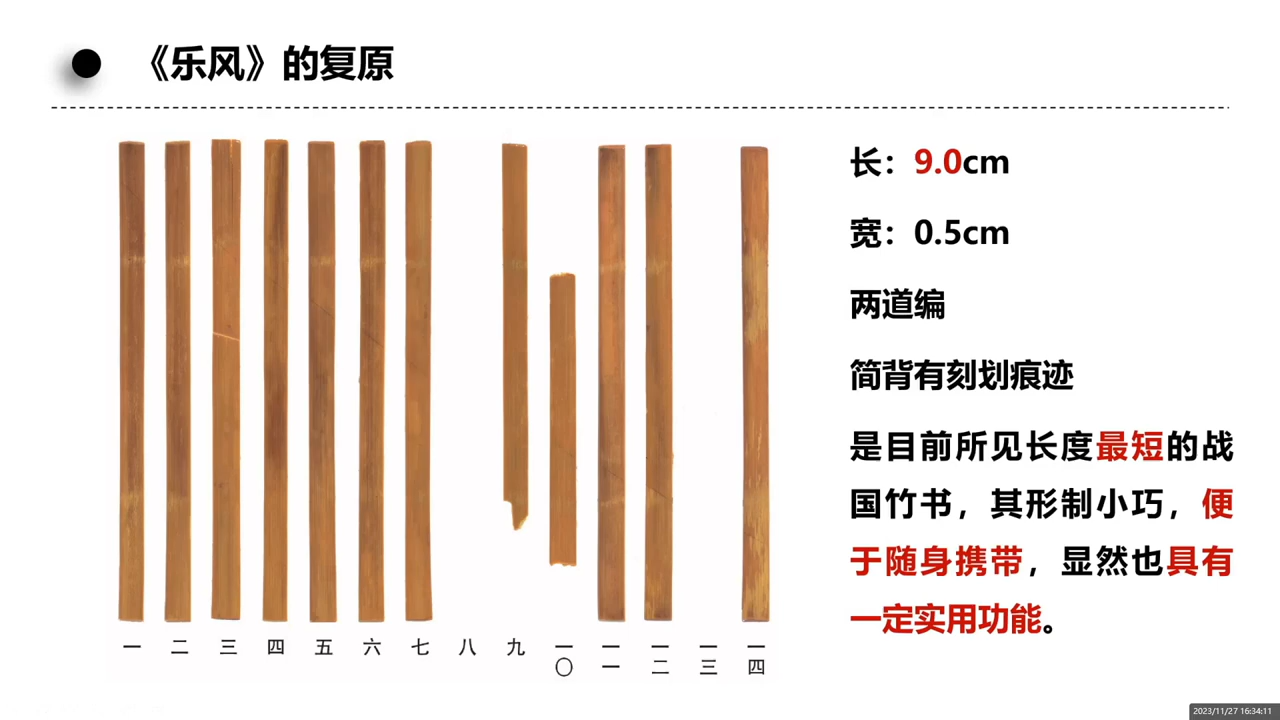 《乐风》的复原
长：9.0cm
宽：0.5cm
两道编
简背有刻划痕迹
是目前所见长度最短的战
国竹书，其形制小巧，便
于随身携带，显然也具有
一定实用功能。
一 二 三 四 五 六 七 八 九 一〇 一一 一二 一三 一四
2023/11/27 16:34:11